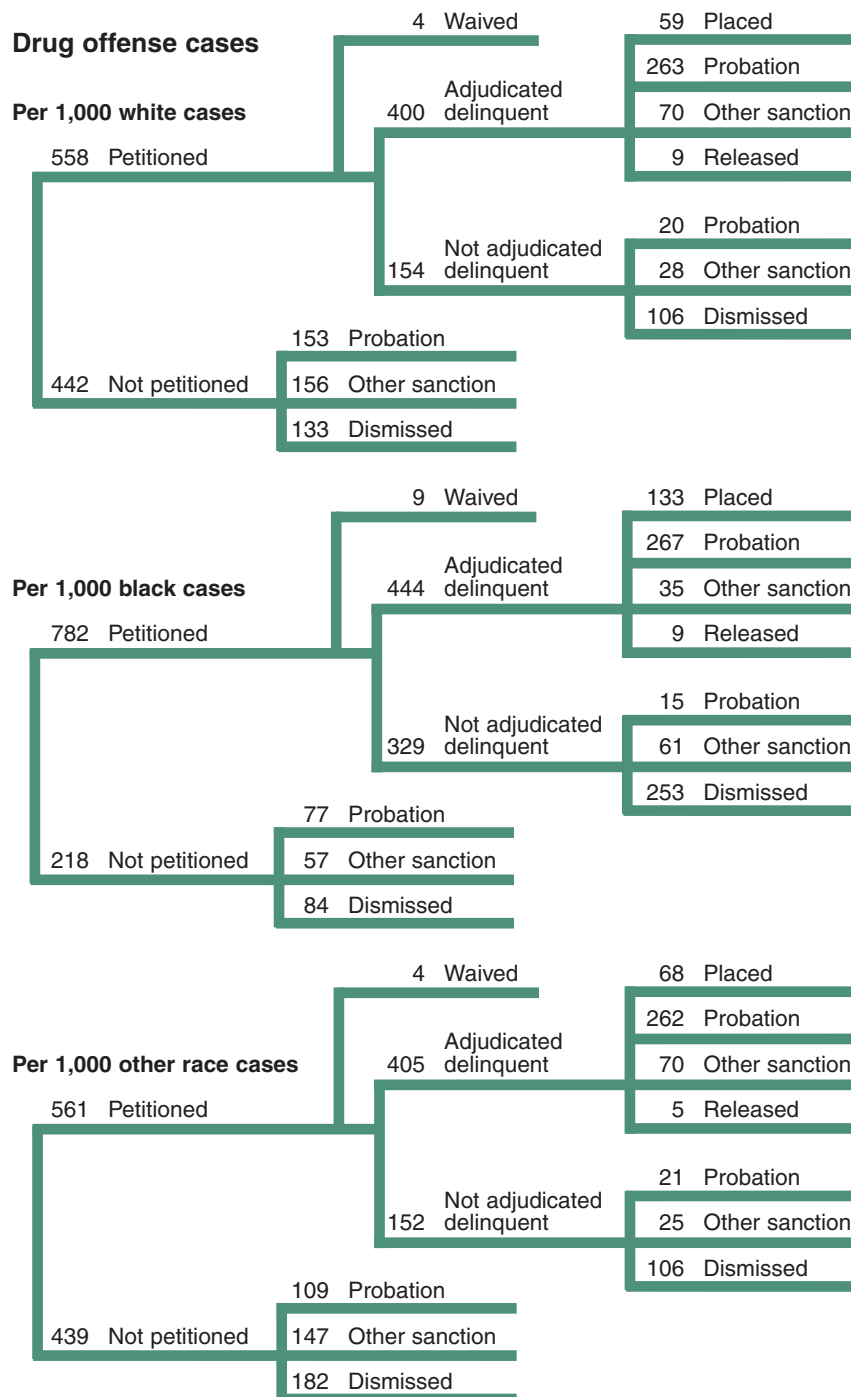 Drug offense cases
Per 1,000 white cases
558 Petitioned
4 Waived
400 Adjudicated
delinquent
59 Placed
263 Probation
70 Other sanction
9 Released
154 Not adjudicated
delinquent
20 Probation
28 Other sanction
106 Dismissed
442 Not petitioned
153 Probation
156 Other sanction
133 Dismissed
Per 1,000 black cases
782 Petitioned
9 Waived
444 Adjudicated
delinquent
133 Placed
267 Probation
35 Other sanction
9 Released
329 Not adjudicated
delinquent
15 Probation
61 Other sanction
253 Dismissed
218 Not petitioned
77 Probation
57 Other sanction
84 Dismissed
Per 1,000 other race cases
561 Petitioned
4 Waived
405 Adjudicated
delinquent
68 Placed
262 Probation
70 Other sanction
5 Released
152 Not adjudicated
delinquent
21 Probation
25 Other sanction
106 Dismissed
439 Not petitioned
109 Probation
147 Other sanction
182 Dismissed